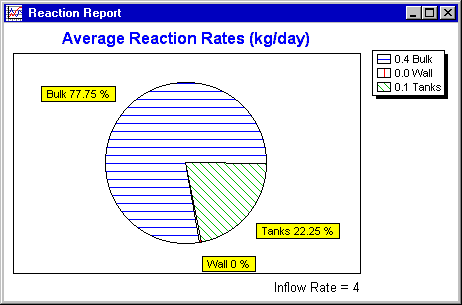 Reaction Report
Average Reaction Rates (kg/day)
0.4 Bulk
0.0 Wall
0.1 Tanks
Bulk 77.75 %
Tanks 22.25 %
Wall 0 %
Inflow Rate = 4